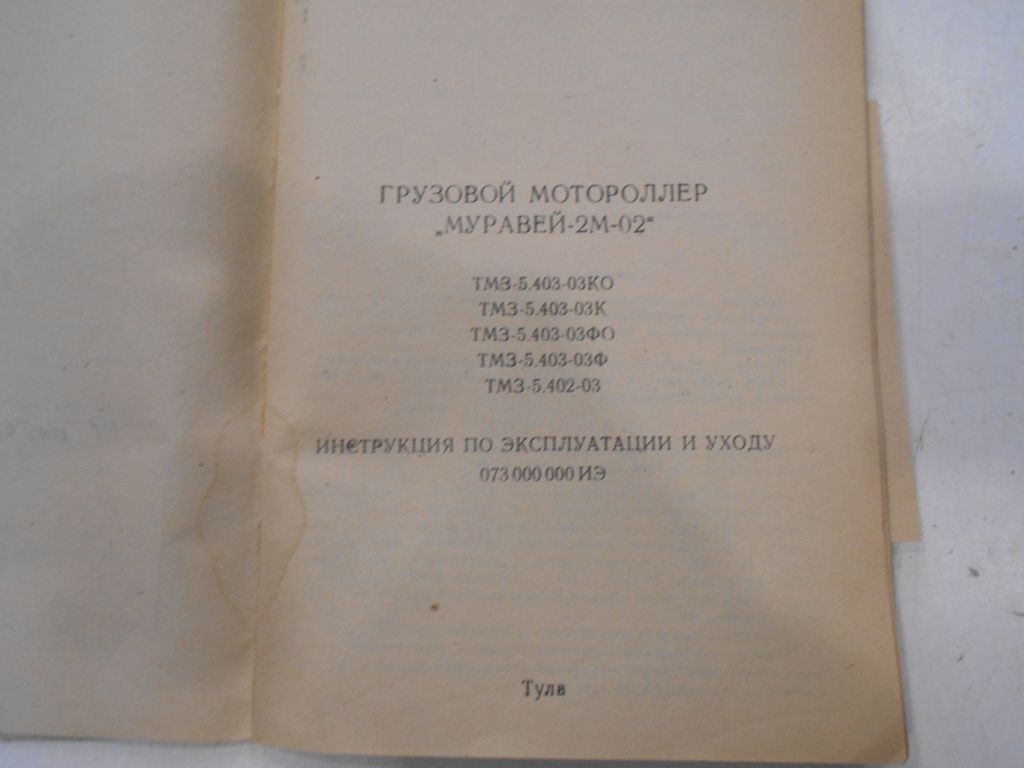 ГРУЗОВОЙ МОТОРОЛЛЕР
„МУРАВЕЙ-2М-02“
ТМЗ-5.403-03КО
ТМЗ-5.403-03К
ТМЗ-5.403-03ФО
ТМЗ-5.403-03Ф
ТМЗ-5.402-03
ИНСТРУКЦИЯ ПО ЭКСПЛУАТАЦИИ И УХОДУ
073 000 000 ИЭ
Тула